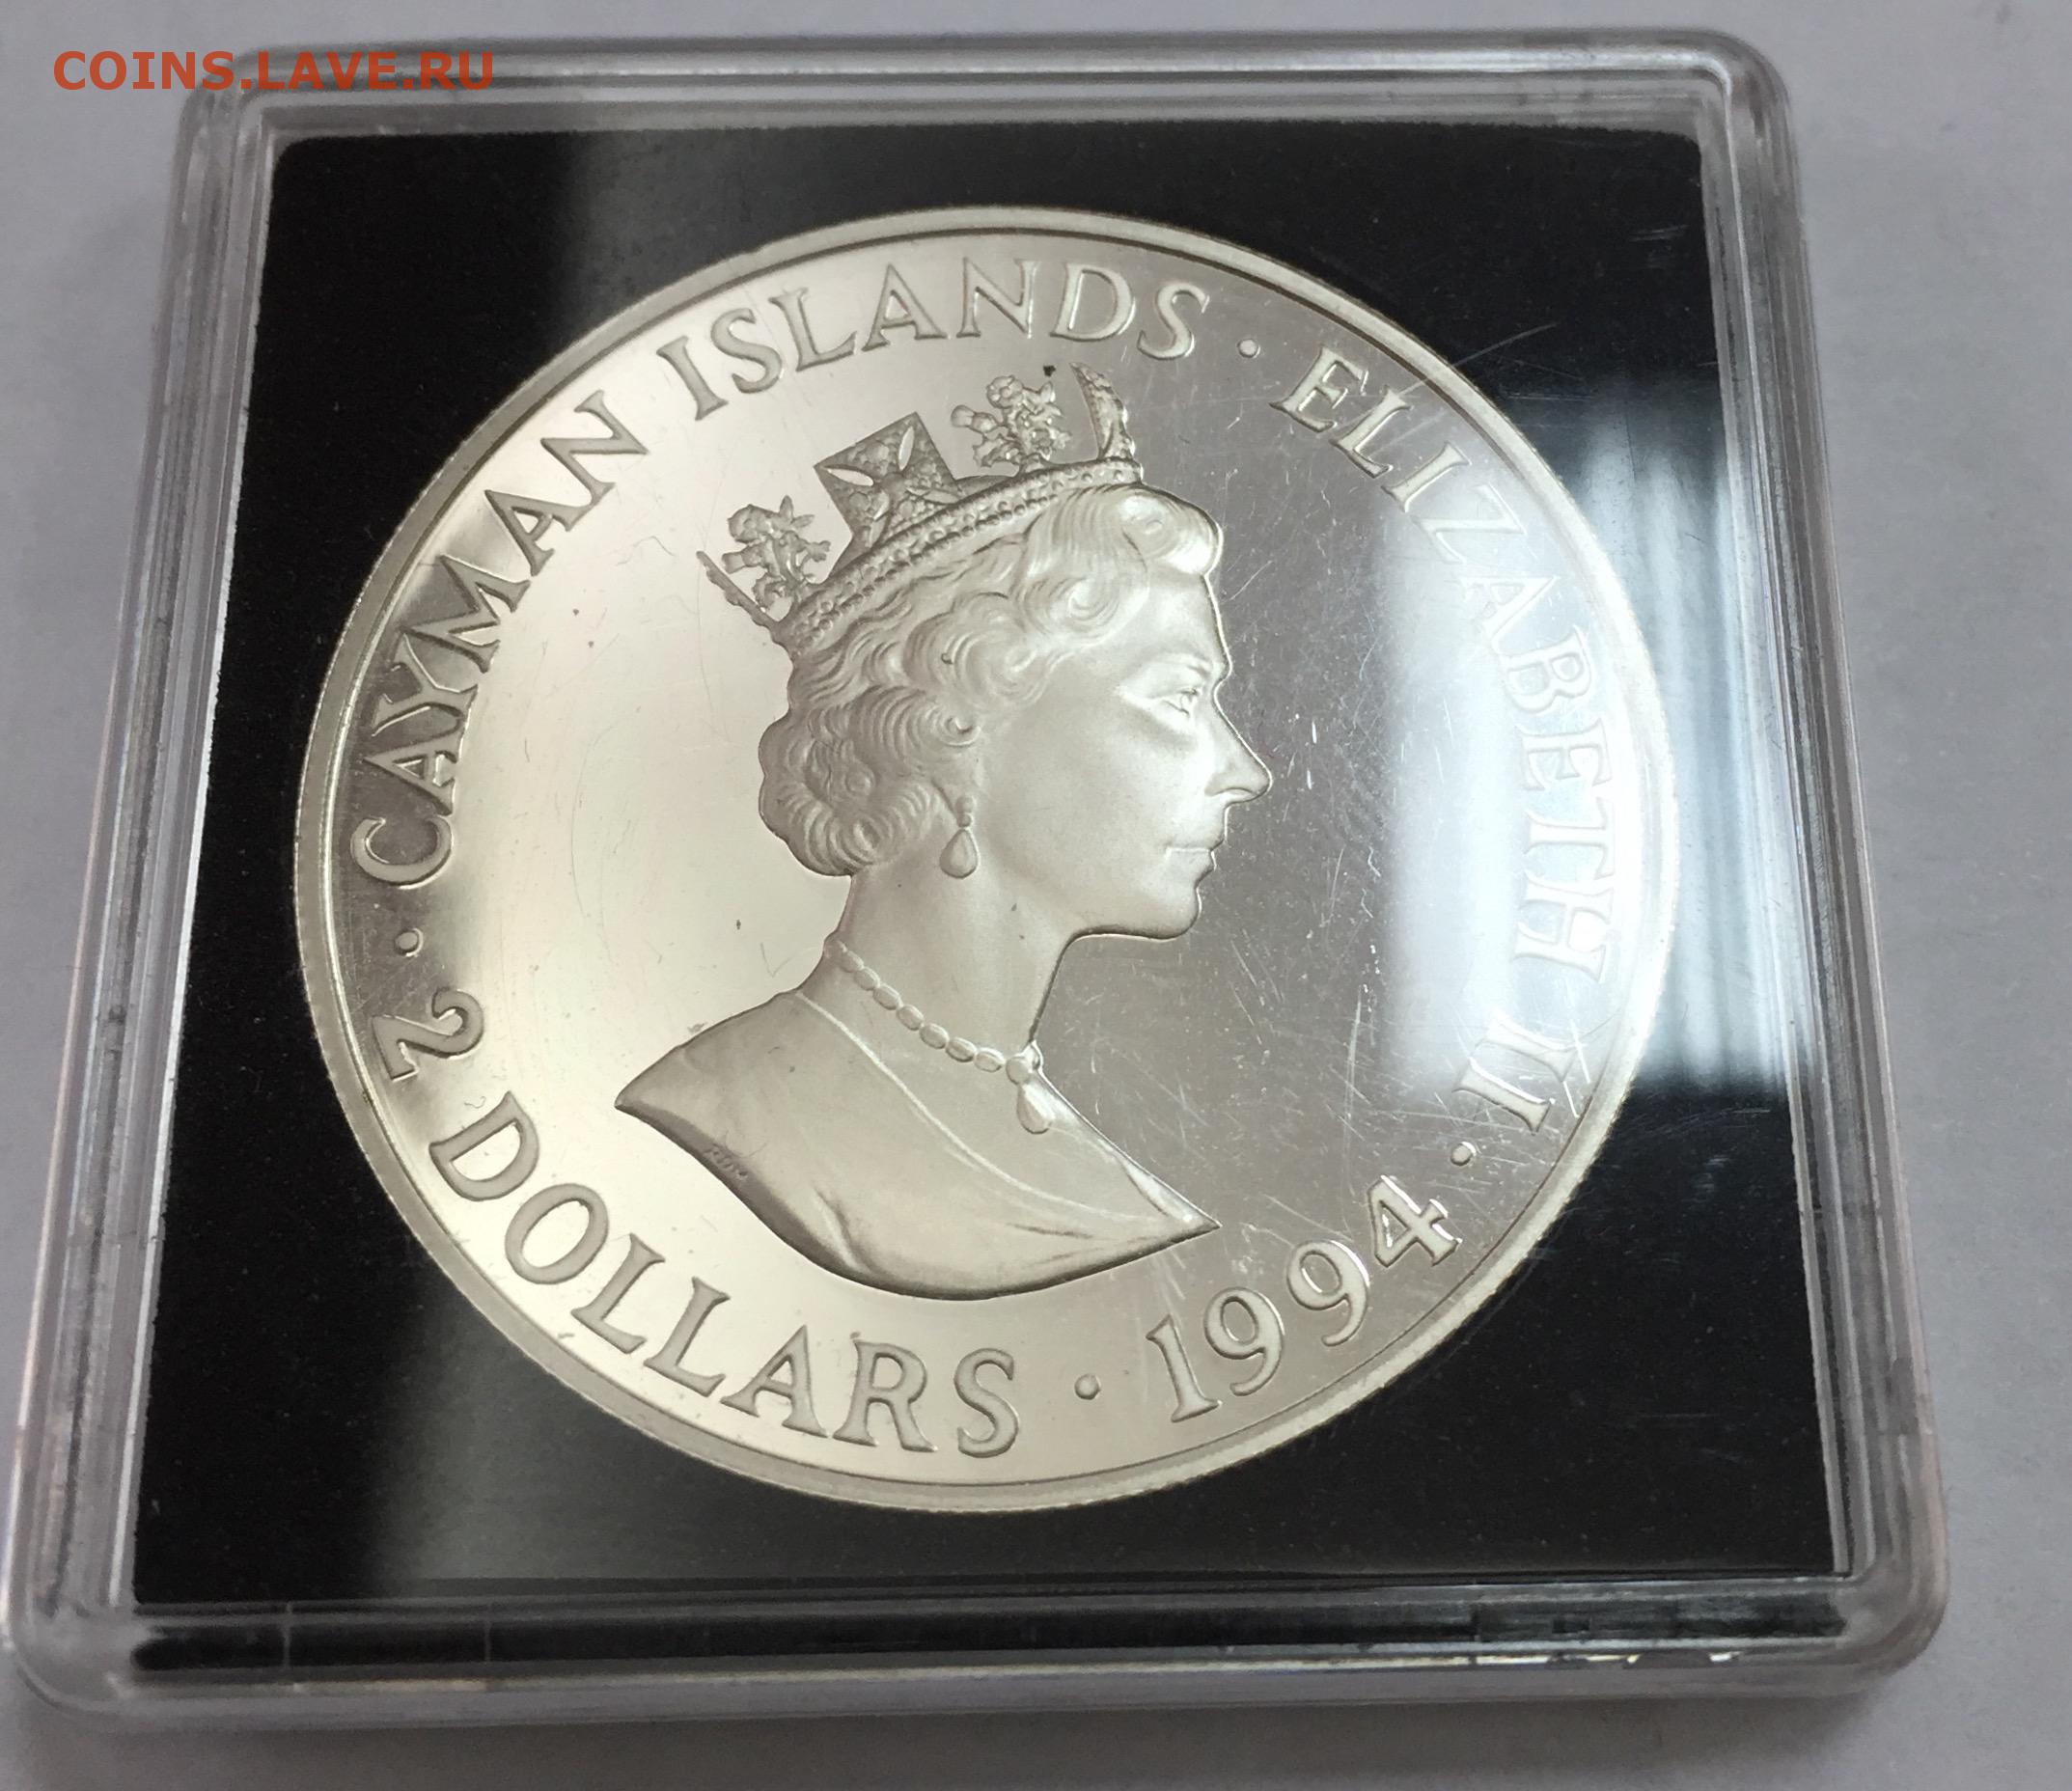 COINS.LAVE.RU
· CAYMAN ISLANDS · ELIZABETH II ·
2 DOLLARS · 1994